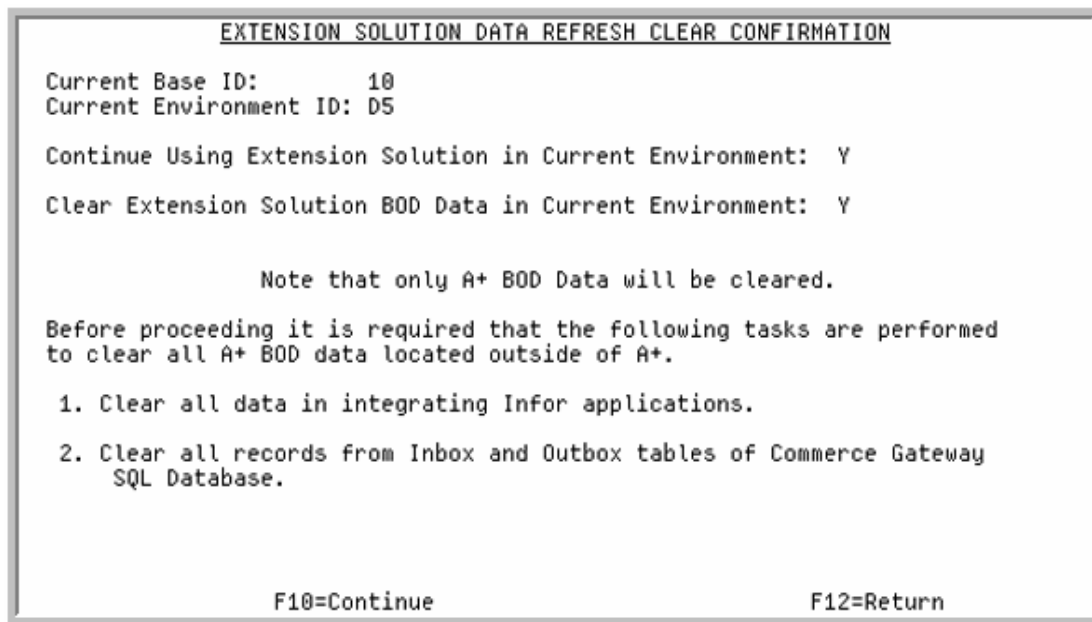 EXTENSION SOLUTION DATA REFRESH CLEAR CONFIRMATION
Current Base ID: 10
Current Environment ID: D5
Continue Using Extension Solution in Current Environment: Y
Clear Extension Solution BOD Data in Current Environment: Y
Note that only A+ BOD Data will be cleared.
Before proceeding it is required that the following tasks are performed
to clear all A+ BOD data located outside of A+.
1. Clear all data in integrating Infor applications.
2. Clear all records from Inbox and Outbox tables of Commerce Gateway
SQL Database.
F10=Continue F12=Return